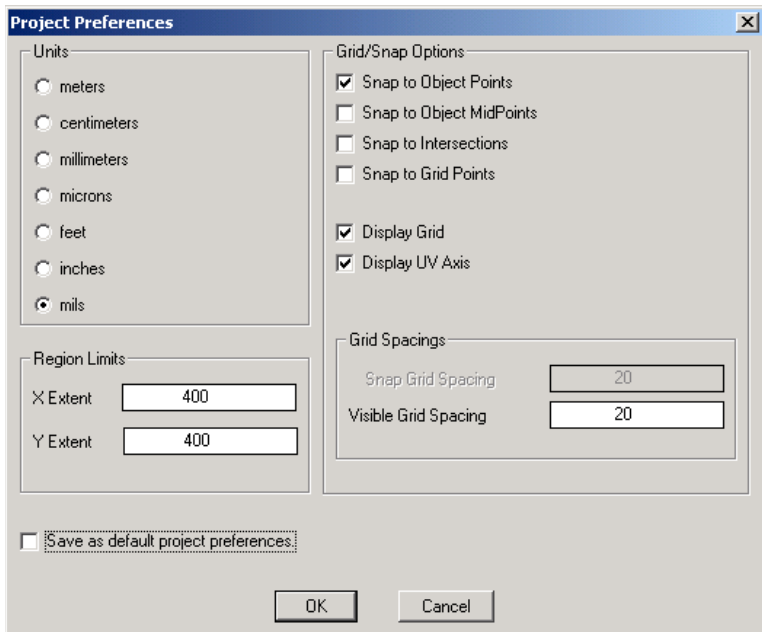 Project Preferences
Units
meters
centimeters
millimeters
microns
feet
inches
mils
Region Limits
X Extent 400
Y Extent 400
Grid/Snap Options
Snap to Object Points
Snap to Object MidPoints
Snap to Intersections
Snap to Grid Points
Display Grid
Display UV Axis
Grid Spacings
Snap Grid Spacing 20
Visible Grid Spacing 20
Save as default project preferences.
OK Cancel